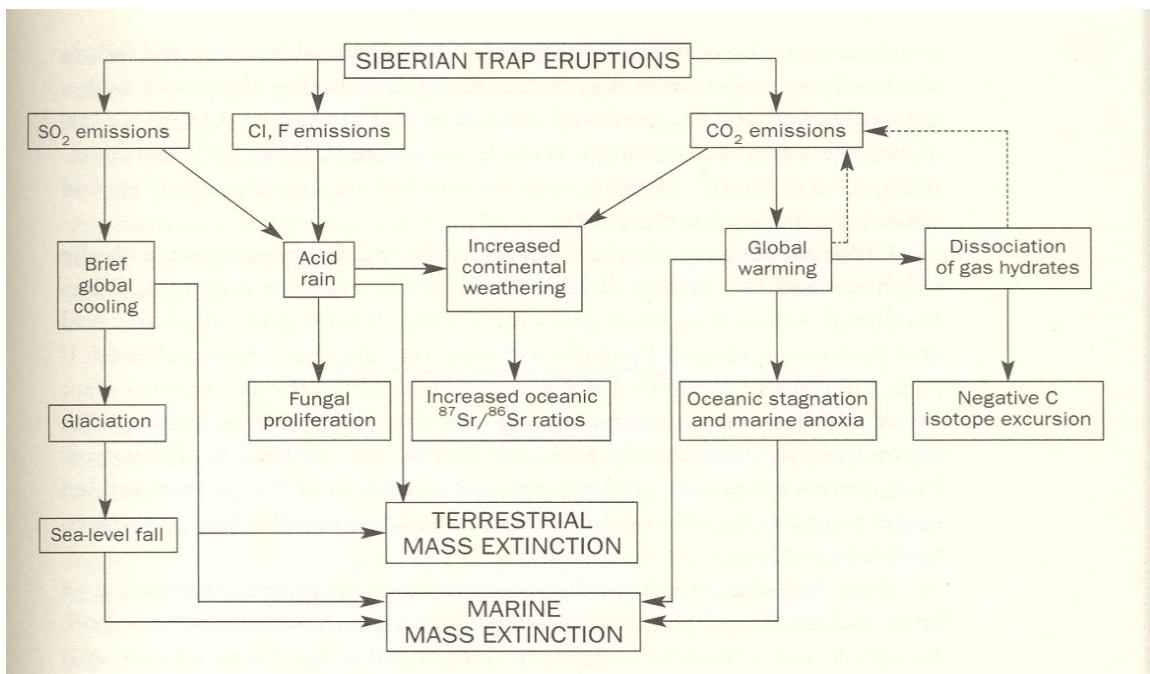 SIBERIAN TRAP ERUPTIONS
SO₂ emissions
Cl, F emissions
CO₂ emissions
Brief
global
cooling
Acid
rain
Increased
continental
weathering
Global
warming
Dissociation
of gas hydrates
Glaciation
Fungal
proliferation
Increased oceanic
⁸⁷Sr/⁸⁶Sr ratios
Oceanic stagnation
and marine anoxia
Negative C
isotope excursion
Sea-level fall
TERRESTRIAL
MASS EXTINCTION
MARINE
MASS EXTINCTION